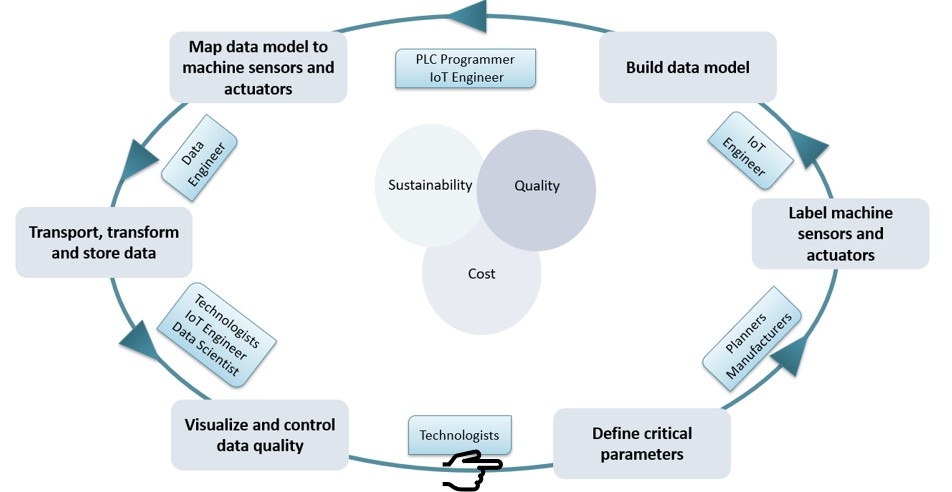 Map data model to
machine sensors and
actuators
PLC Programmer
IoT Engineer
Build data model
Data
Engineer
IoT
Engineer
Sustainability
Quality
Cost
Transport, transform
and store data
Label machine
sensors and
actuators
Technologists
IoT Engineer
Data Scientist
Planners
Manufacturers
Visualize and control
data quality
Technologists
Define critical
parameters